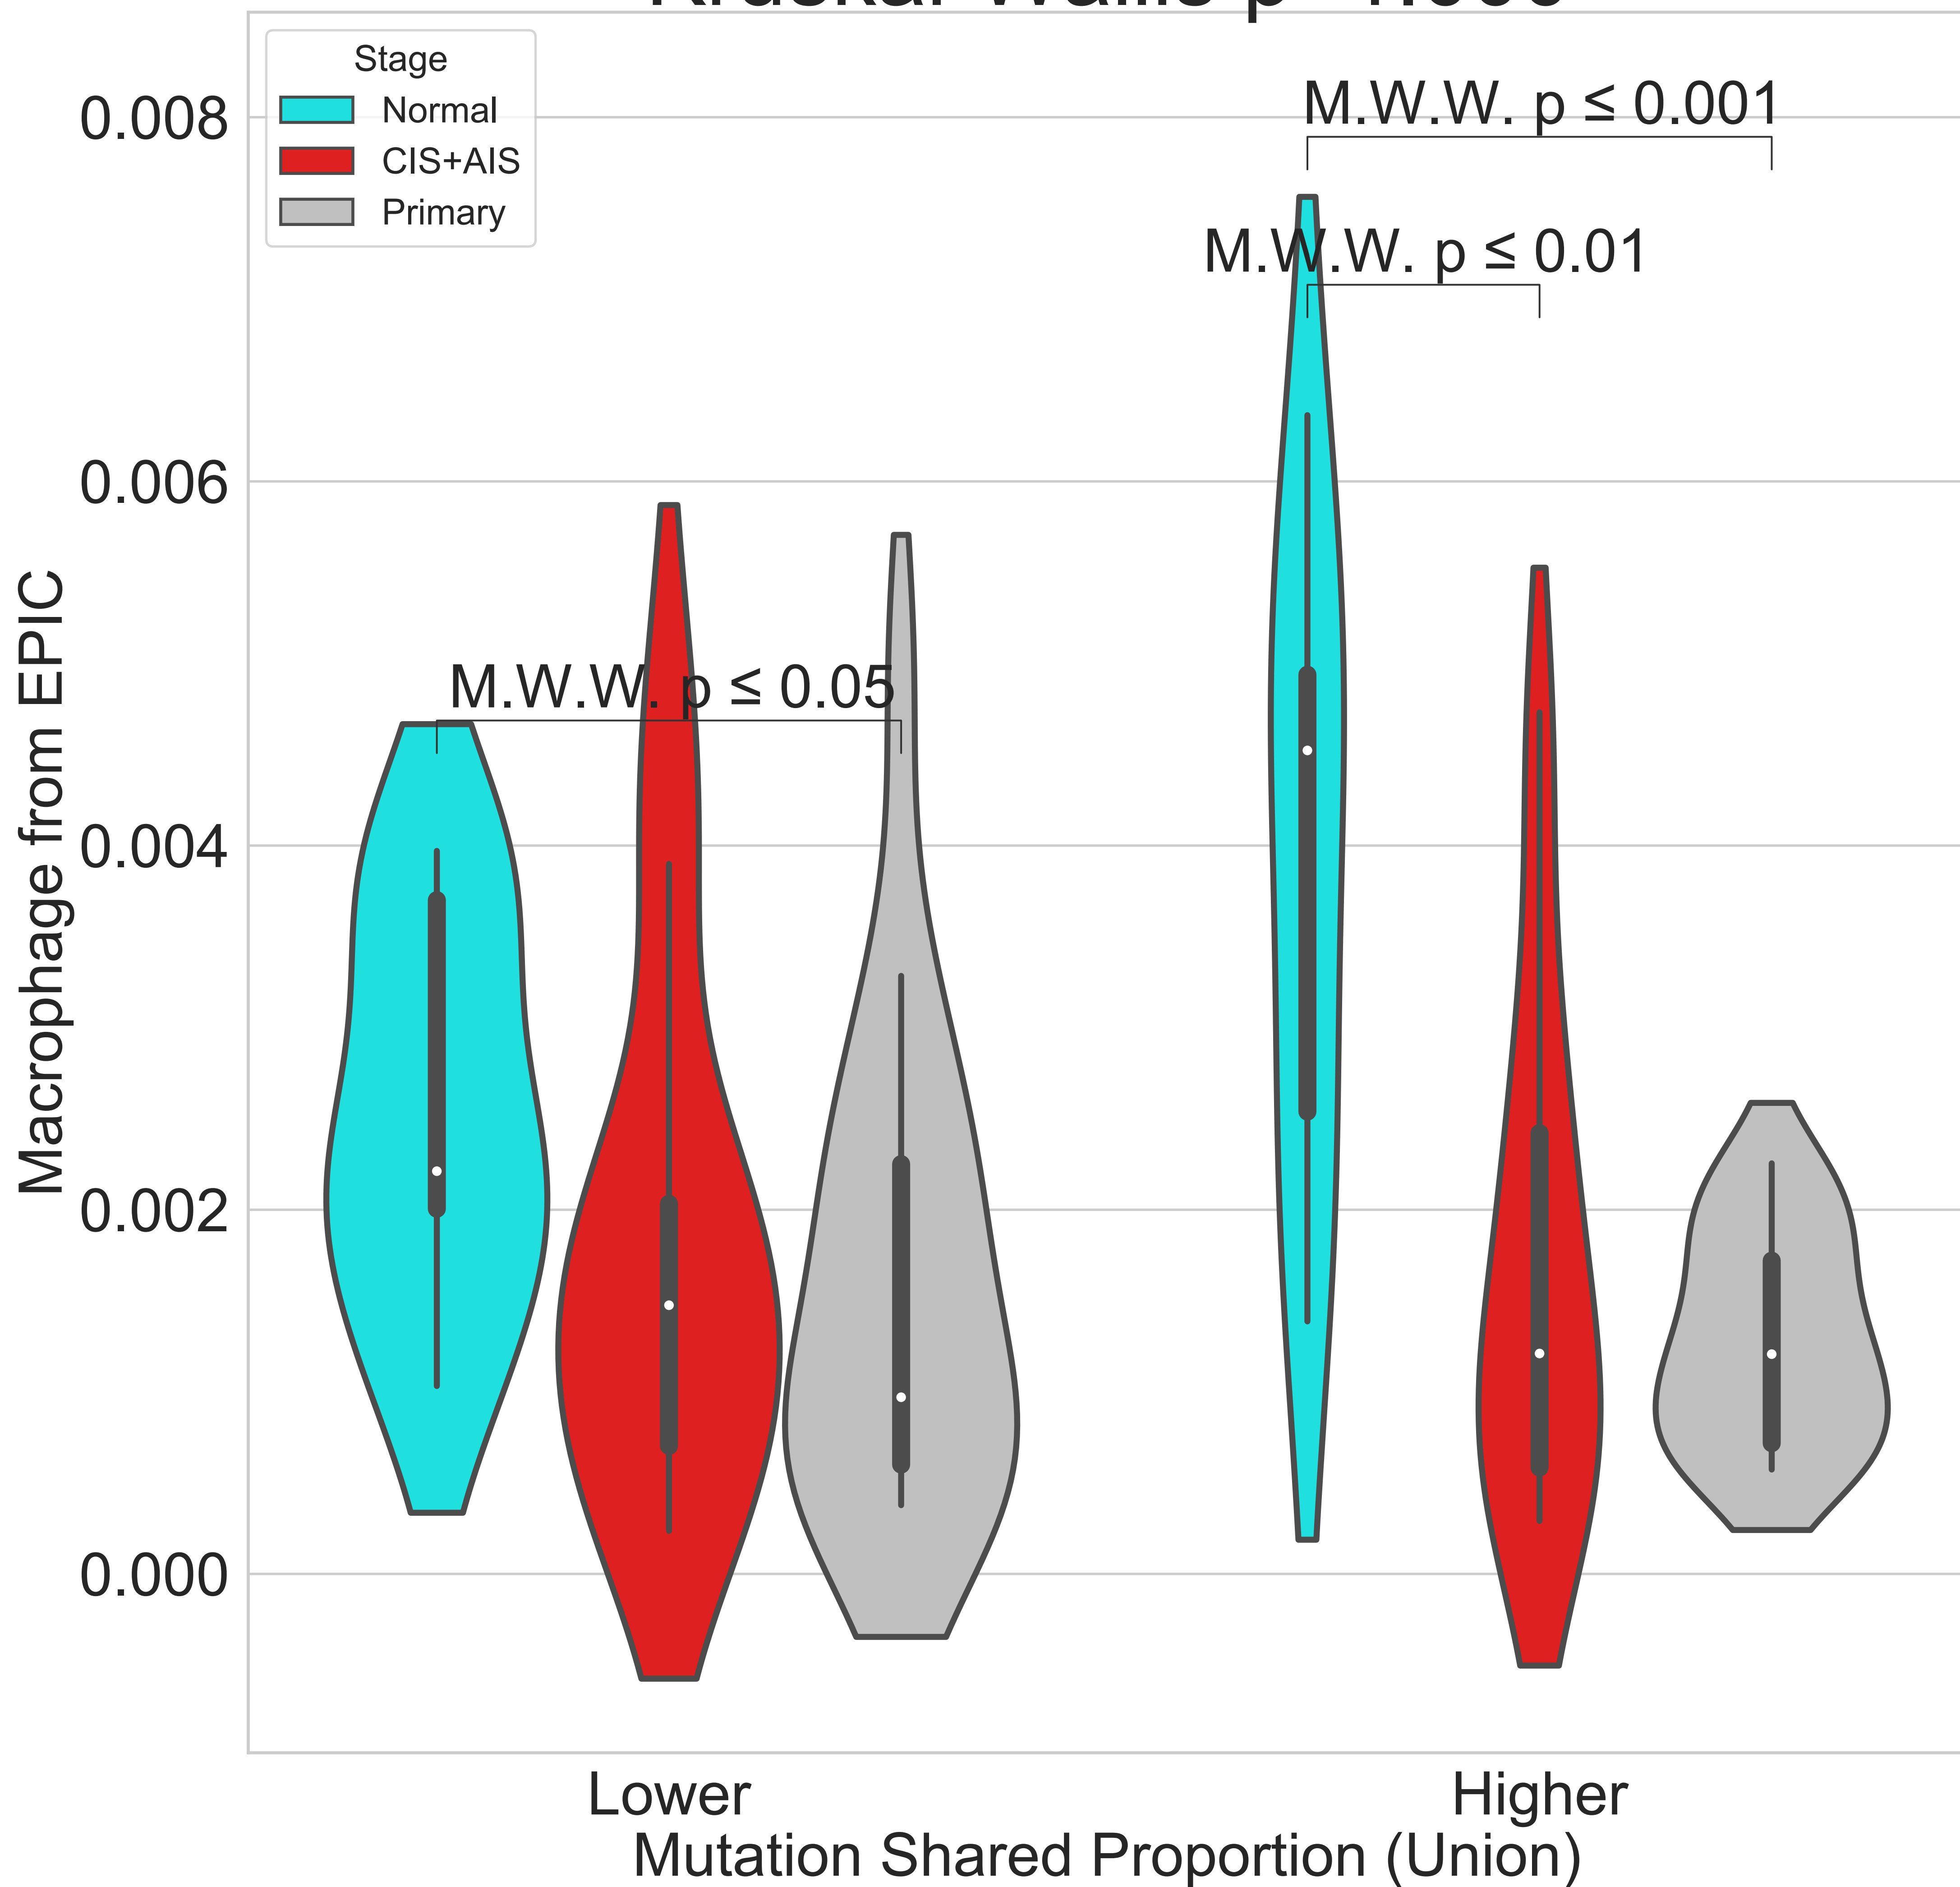 Stage
Normal
CIS+AIS
Primary
M.W.W. p ≤ 0.001
M.W.W. p ≤ 0.01
M.W.W. p ≤ 0.05
0.008
0.006
0.004
0.002
0.000
Macrophage from EPIC
Lower
Higher
Mutation Shared Proportion (Union)